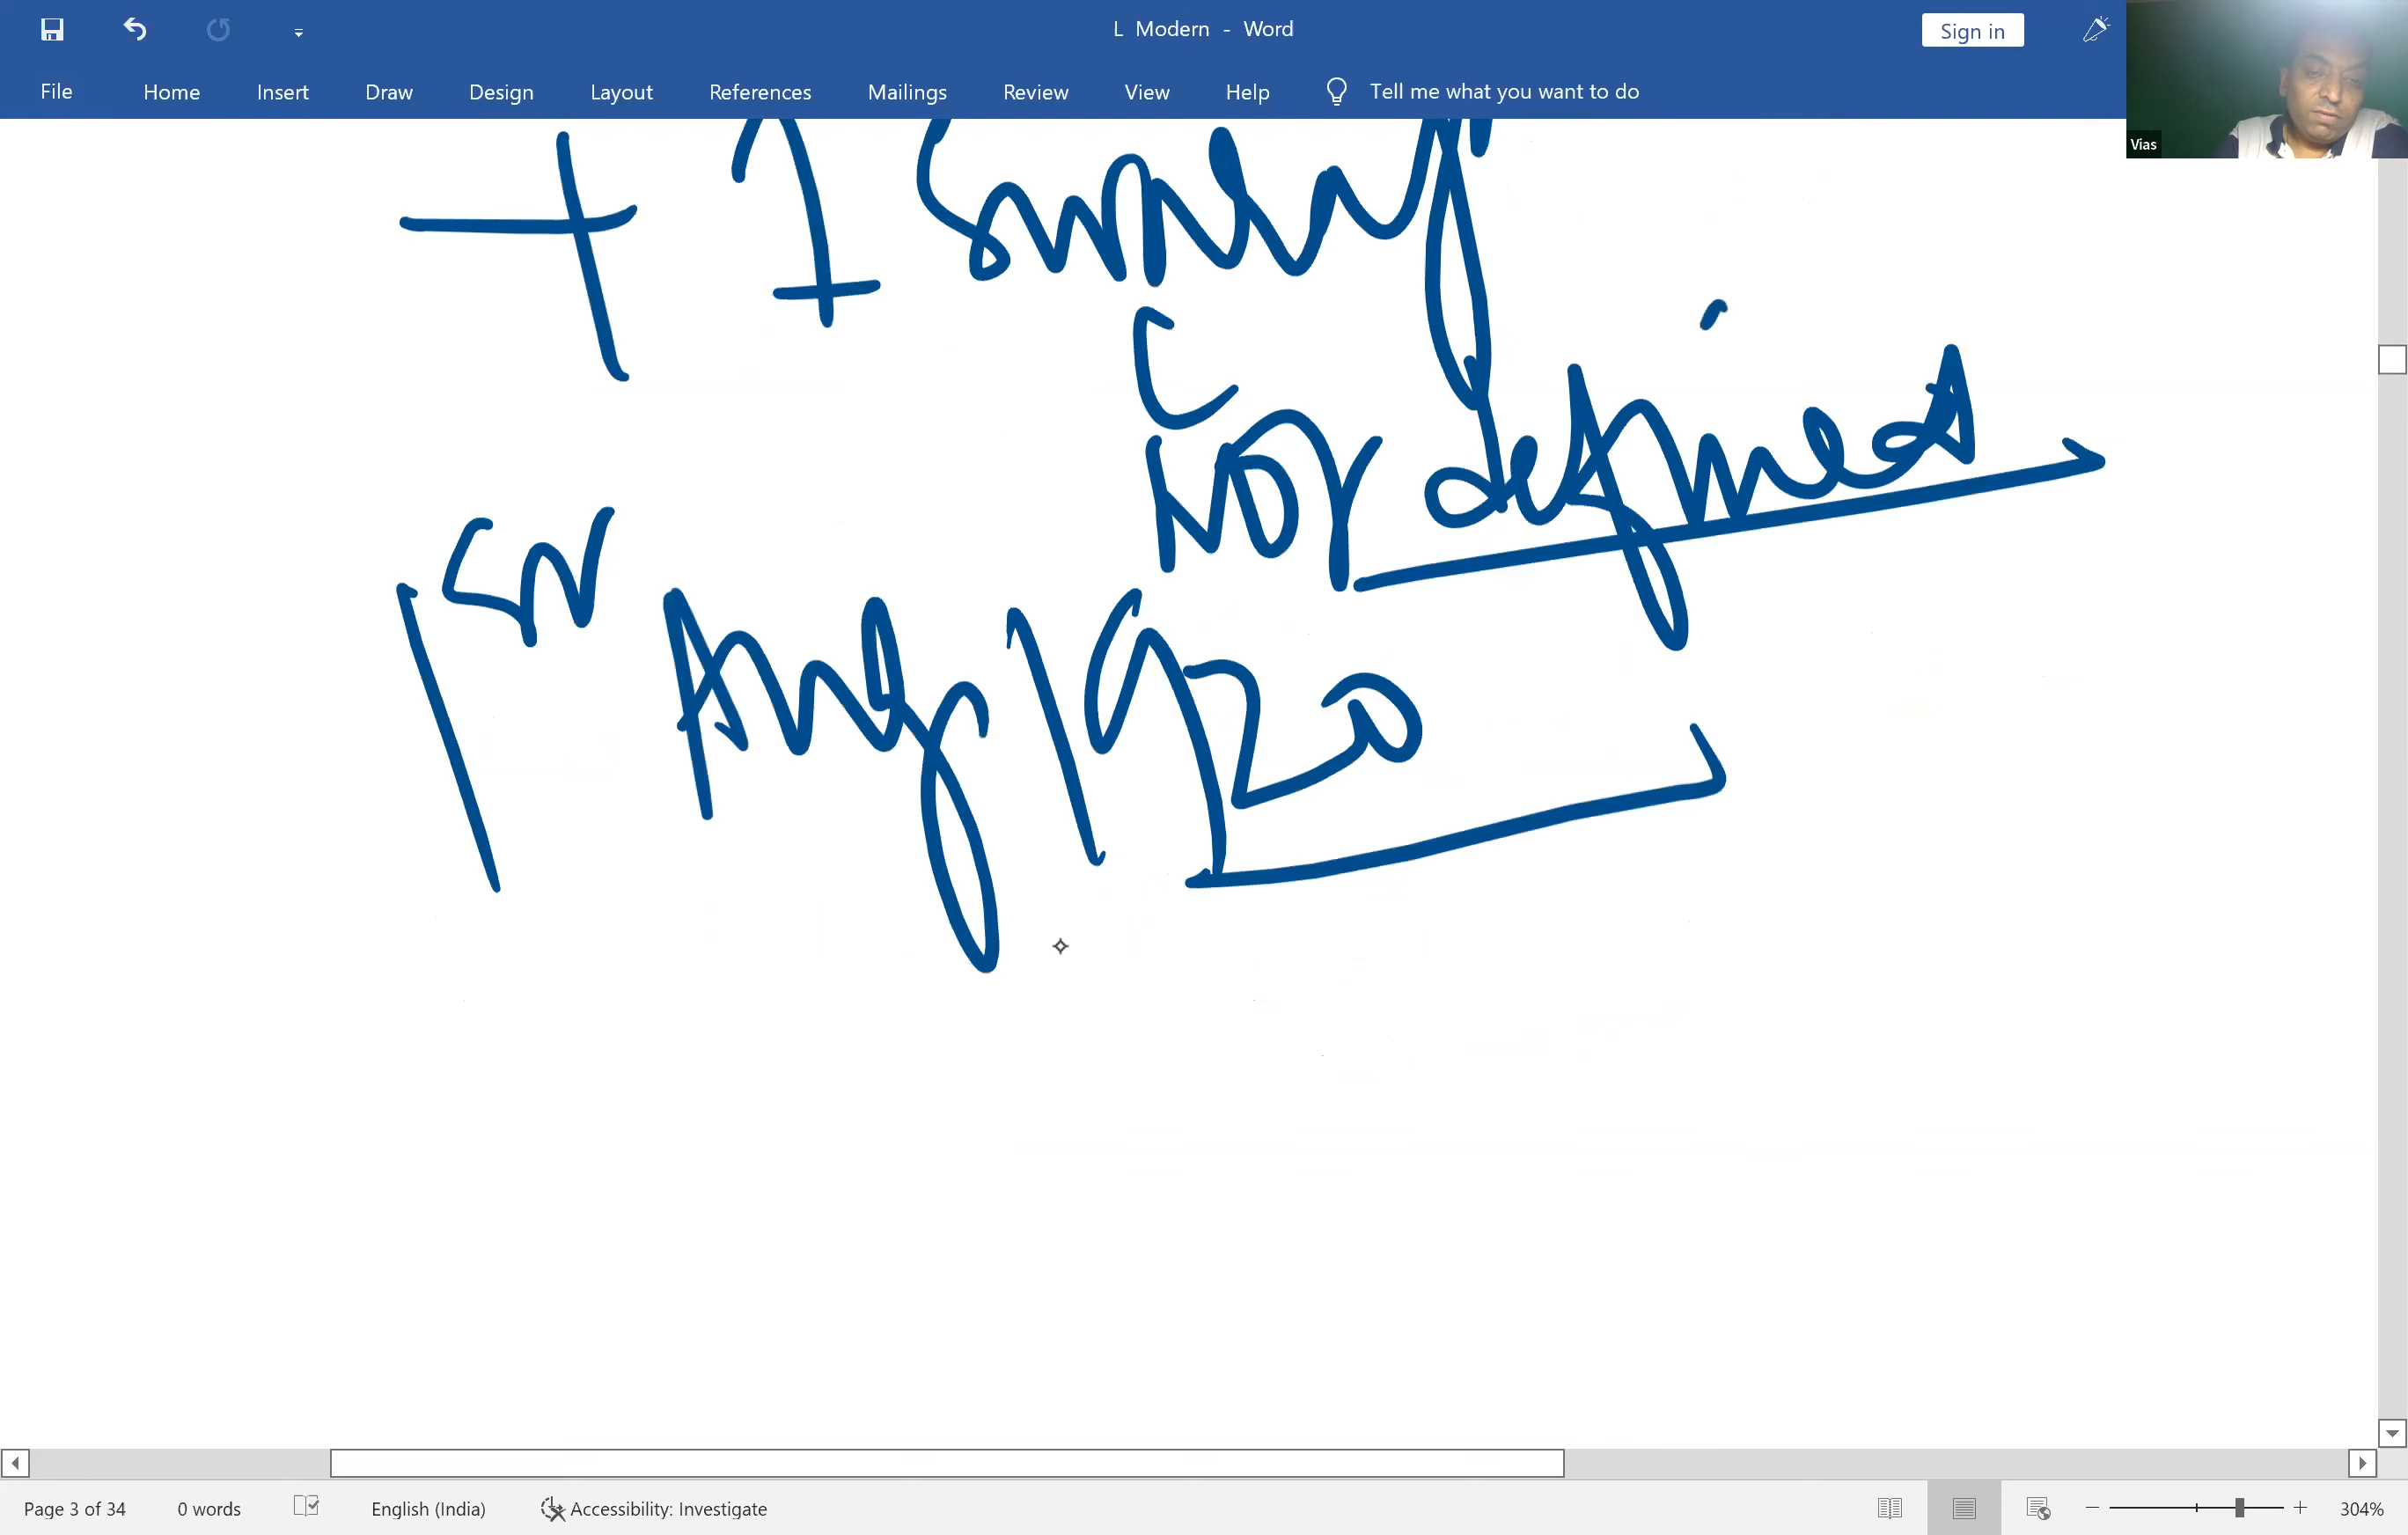 L Modern - Word
Sign in
File Home Insert Draw Design Layout References Mailings Review View Help Tell me what you want to do
Vias
+ 1
Not defined
1st Aug 1920
Page 3 of 34 0 words English (India) Accessibility: Investigate 304%